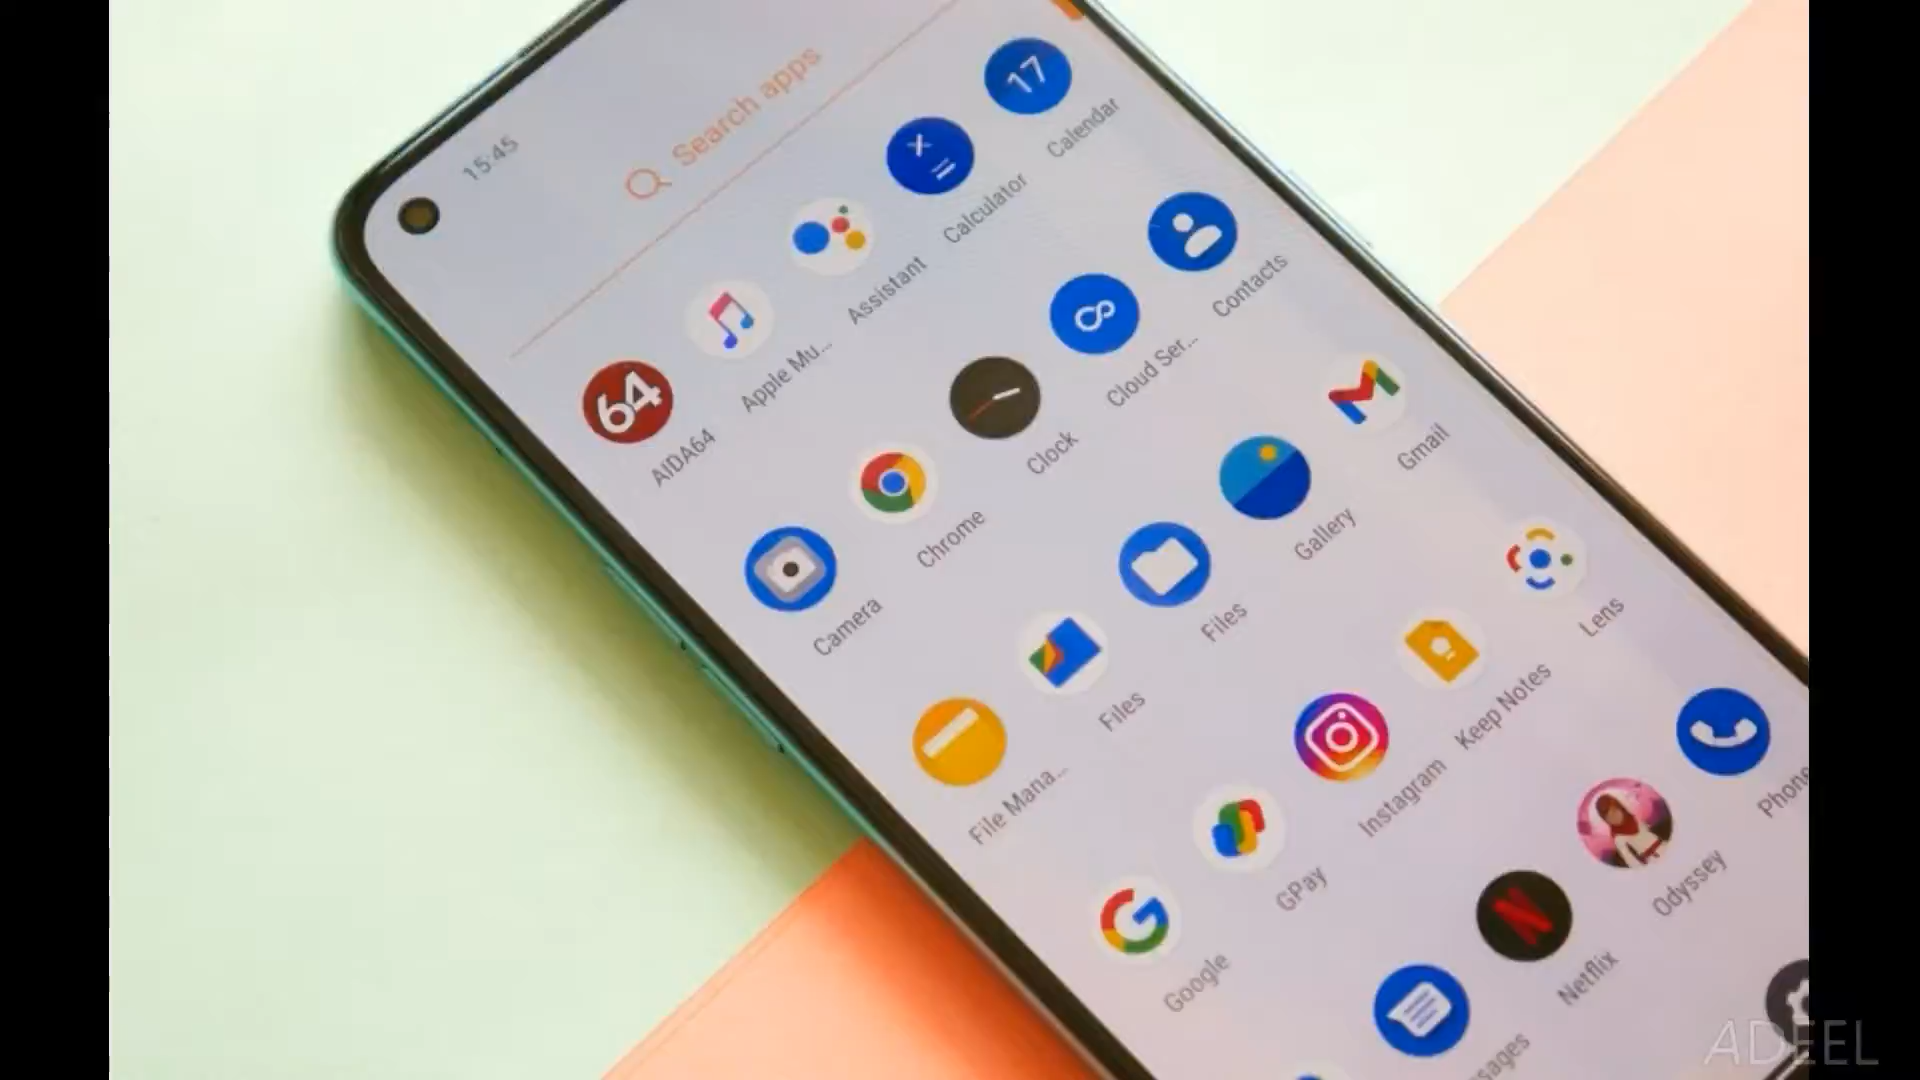 15:45
Search apps
AIDA64
Apple Mu...
Assistant
Calculator
Calendar
Camera
Chrome
Clock
Cloud Ser...
Contacts
File Mana...
Files
Files
Gallery
Gmail
Google
GPay
Instagram
Keep Notes
Lens
Netflix
Odyssey
64
17
ADEEL